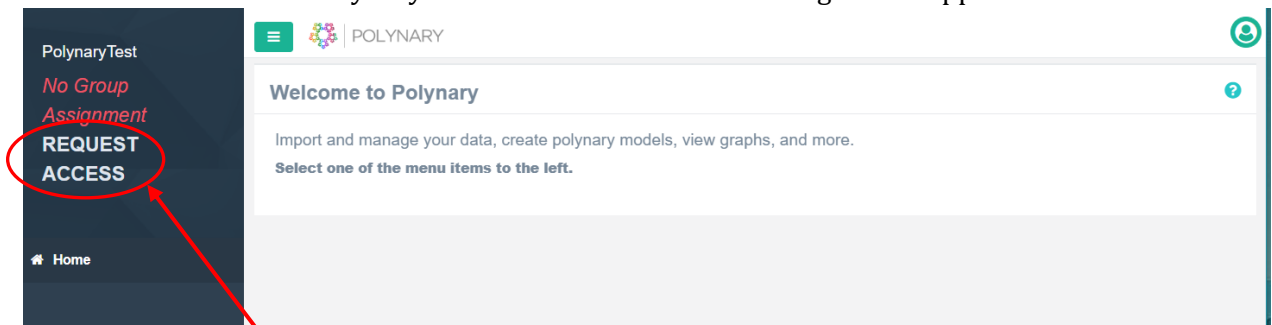 PolynaryTest
No Group
Assignment
REQUEST
ACCESS
Home
POLYNARY
Welcome to Polynary
?
Import and manage your data, create polynary models, view graphs, and more.
Select one of the menu items to the left.